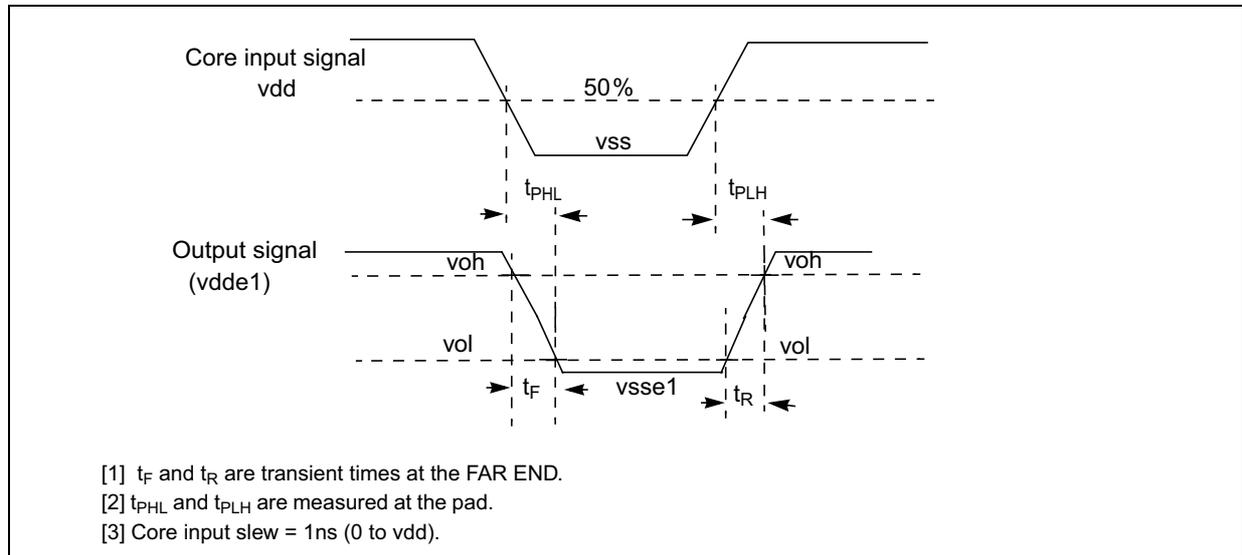 Core input signal
vdd
50%
vss
tPHL
tPLH
Output signal
(vdde1)
voh
voh
vol
vol
tF
vsse1
tR
[1] tF and tR are transient times at the FAR END.
[2] tPHL and tPLH are measured at the pad.
[3] Core input slew = 1ns (0 to vdd).